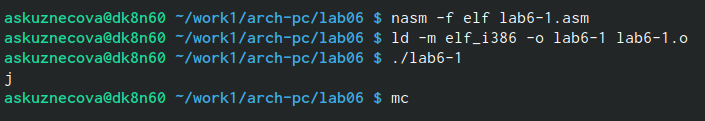 askuznecova@dk8n60 ~/work1/arch-pc/lab06 $ nasm -f elf lab6-1.asm
askuznecova@dk8n60 ~/work1/arch-pc/lab06 $ ld -m elf_i386 -o lab6-1 lab6-1.o
askuznecova@dk8n60 ~/work1/arch-pc/lab06 $ ./lab6-1
j
askuznecova@dk8n60 ~/work1/arch-pc/lab06 $ mc